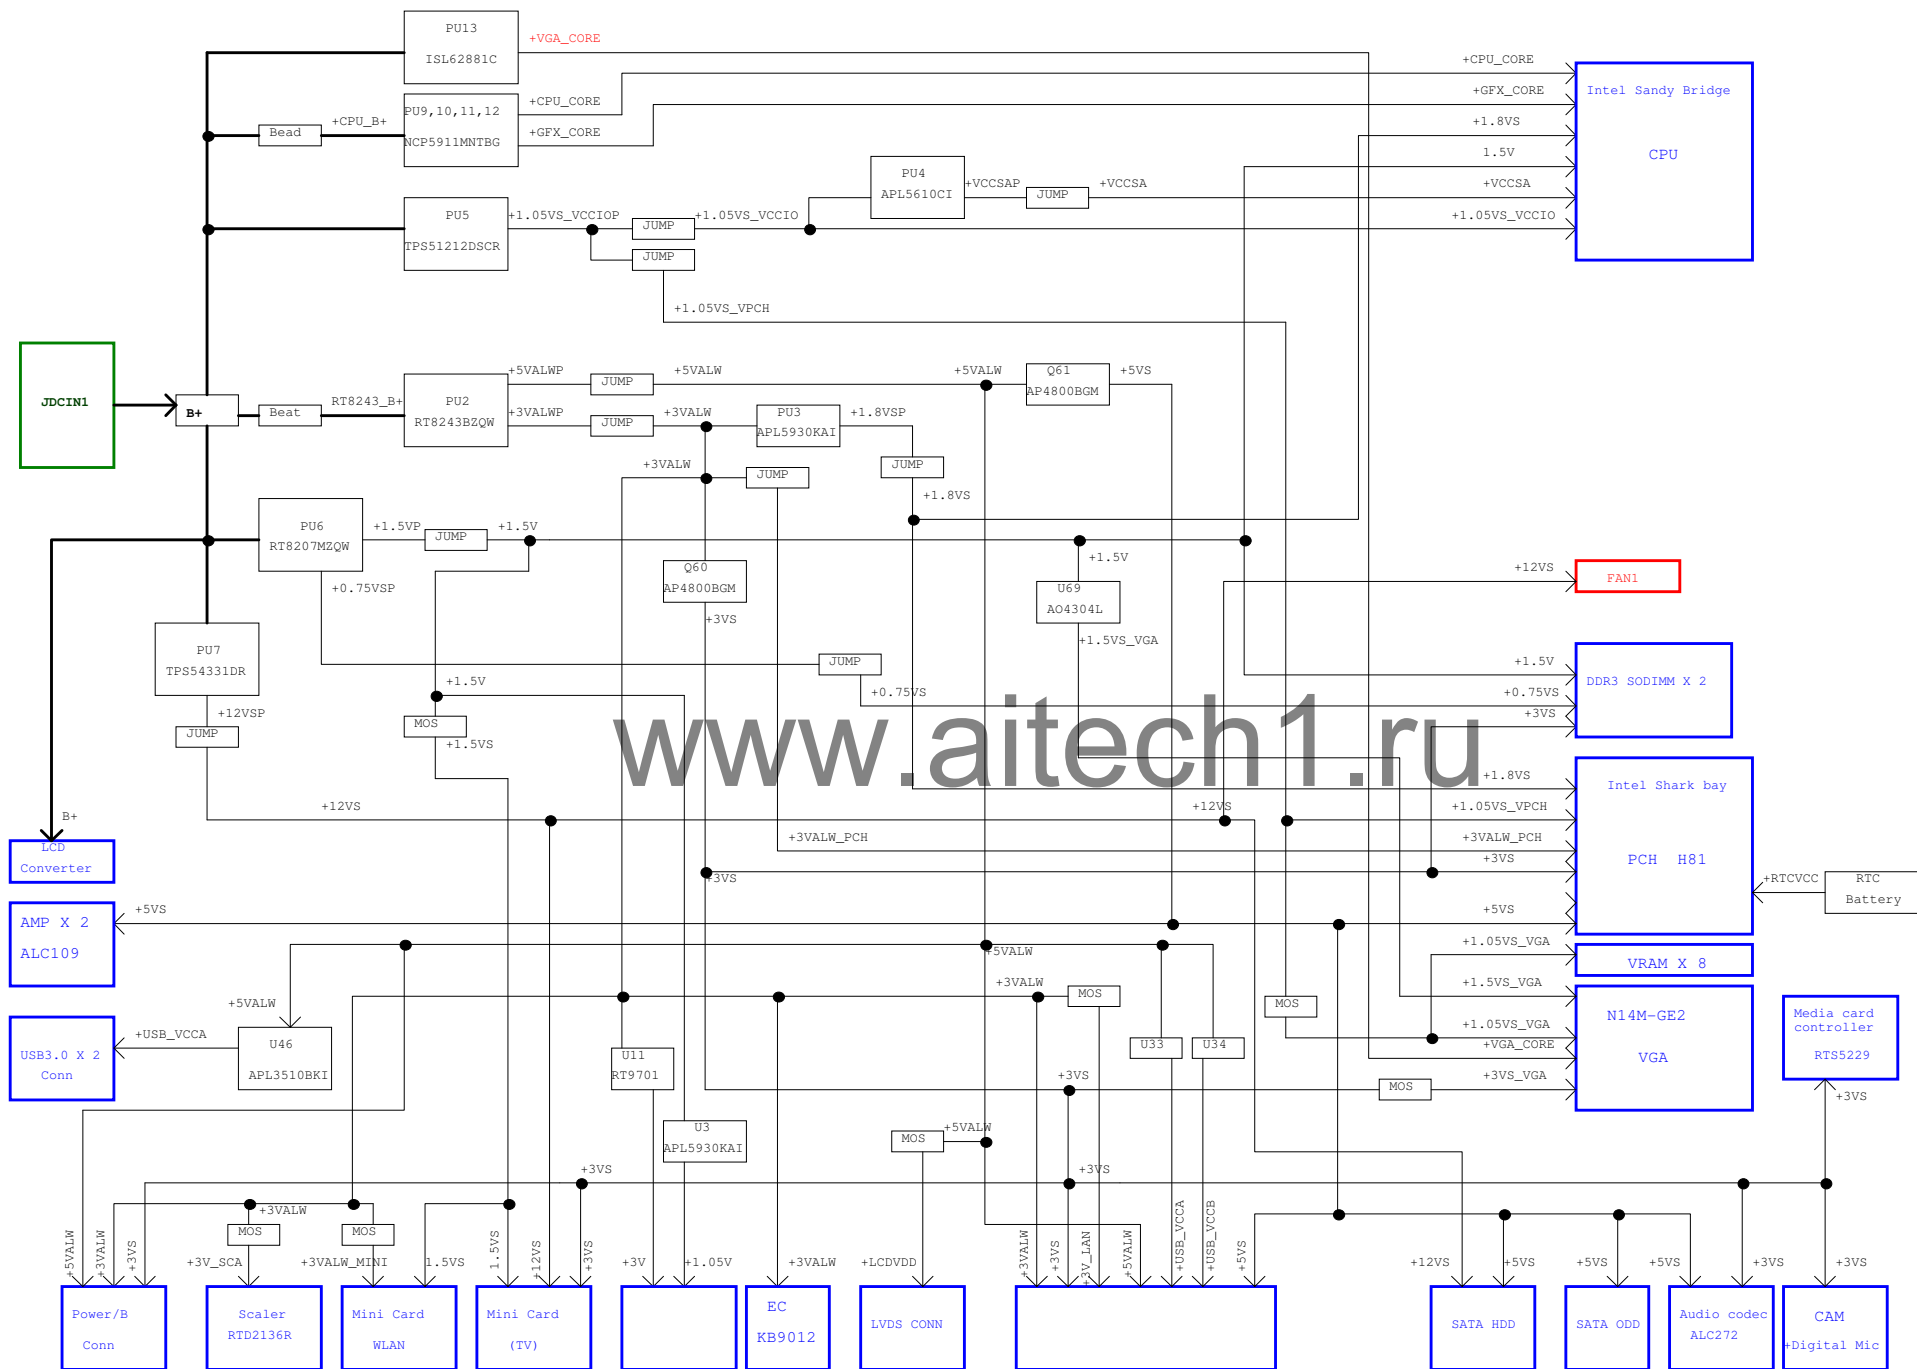 PU13
ISL62881C
+VGA_CORE
+CPU_CORE
Intel Sandy Bridge
CPU
+GFX_CORE
+1.8VS
1.5V
+VCCSA
+1.05VS_VCCIO
Bead
+CPU_B+
PU9,10,11,12
NCP5911MNTBG
+CPU_CORE
+GFX_CORE
PU4
APL5610CI
+VCCSAP
JUMP
+VCCSA
PU5
TPS51212DSCR
+1.05VS_VCCIOP
JUMP
+1.05VS_VCCIO
JUMP
+1.05VS_VPCH
JDCIN1
B+
Beat
RT8243_B+
PU2
RT8243BZQW
+5VALWP
JUMP
+5VALW
+5VALW
Q61
AP4800BGM
+5VS
+3VALWP
JUMP
+3VALW
PU3
APL5930KAI
+1.8VSP
JUMP
+1.8VS
+3VALW
JUMP
PU6
RT8207MZQW
+1.5VP
JUMP
+1.5V
+0.75VSP
Q60
AP4800BGM
+3VS
+1.5V
U69
AO4304L
+1.5VS_VGA
+12VS
FAN1
PU7
TPS54331DR
+12VSP
JUMP
JUMP
+0.75VS
+1.5V
MOS
+1.5VS
+1.5V
+0.75VS
+3VS
DDR3 SODIMM X 2
www.aitech1.ru
+12VS
+12VS
B+
LCD
Converter
+3VALW_PCH
+3VS
+1.8VS
+1.05VS_VPCH
+3VALW_PCH
+3VS
+5VS
Intel Shark bay
PCH H81
+RTCVCC
RTC
Battery
AMP X 2
ALC109
+5VS
+5VALW
+1.05VS_VGA
VRAM X 8
+3VALW
MOS
MOS
+1.5VS_VGA
+1.05VS_VGA
+VGA_CORE
+3VS_VGA
MOS
N14M-GE2
VGA
Media card
controller
RTS5229
+3VS
USB3.0 X 2
Conn
+USB_VCCA
+5VALW
U46
APL3510BKI
U11
RT9701
U33
U34
+3VS
U3
APL5930KAI
MOS
+5VALW
+3VS
+3VS
+3VALW
MOS
MOS
+5VALW
+3VALW
+3VS
+3V_SCA
+3VALW_MINI
1.5VS
1.5VS
+12VS
+3VS
+3V
+1.05V
+3VALW
+LCDVDD
+3VALW
+3VS
+3V_LAN
+5VALW
+USB_VCCA
+USB_VCCB
+5VS
+12VS
+5VS
+5VS
+5VS
+3VS
+3VS
Power/B
Conn
Scaler
RTD2136R
Mini Card
WLAN
Mini Card
(TV)
EC
KB9012
LVDS CONN
SATA HDD
SATA ODD
Audio codec
ALC272
CAM
+Digital Mic